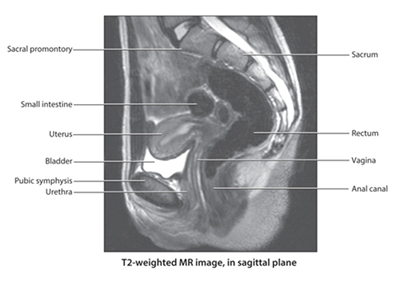 Sacral promontory
Sacrum
Small intestine
Uterus
Rectum
Bladder
Vagina
Pubic symphysis
Urethra
Anal canal
T2-weighted MR image, in sagittal plane